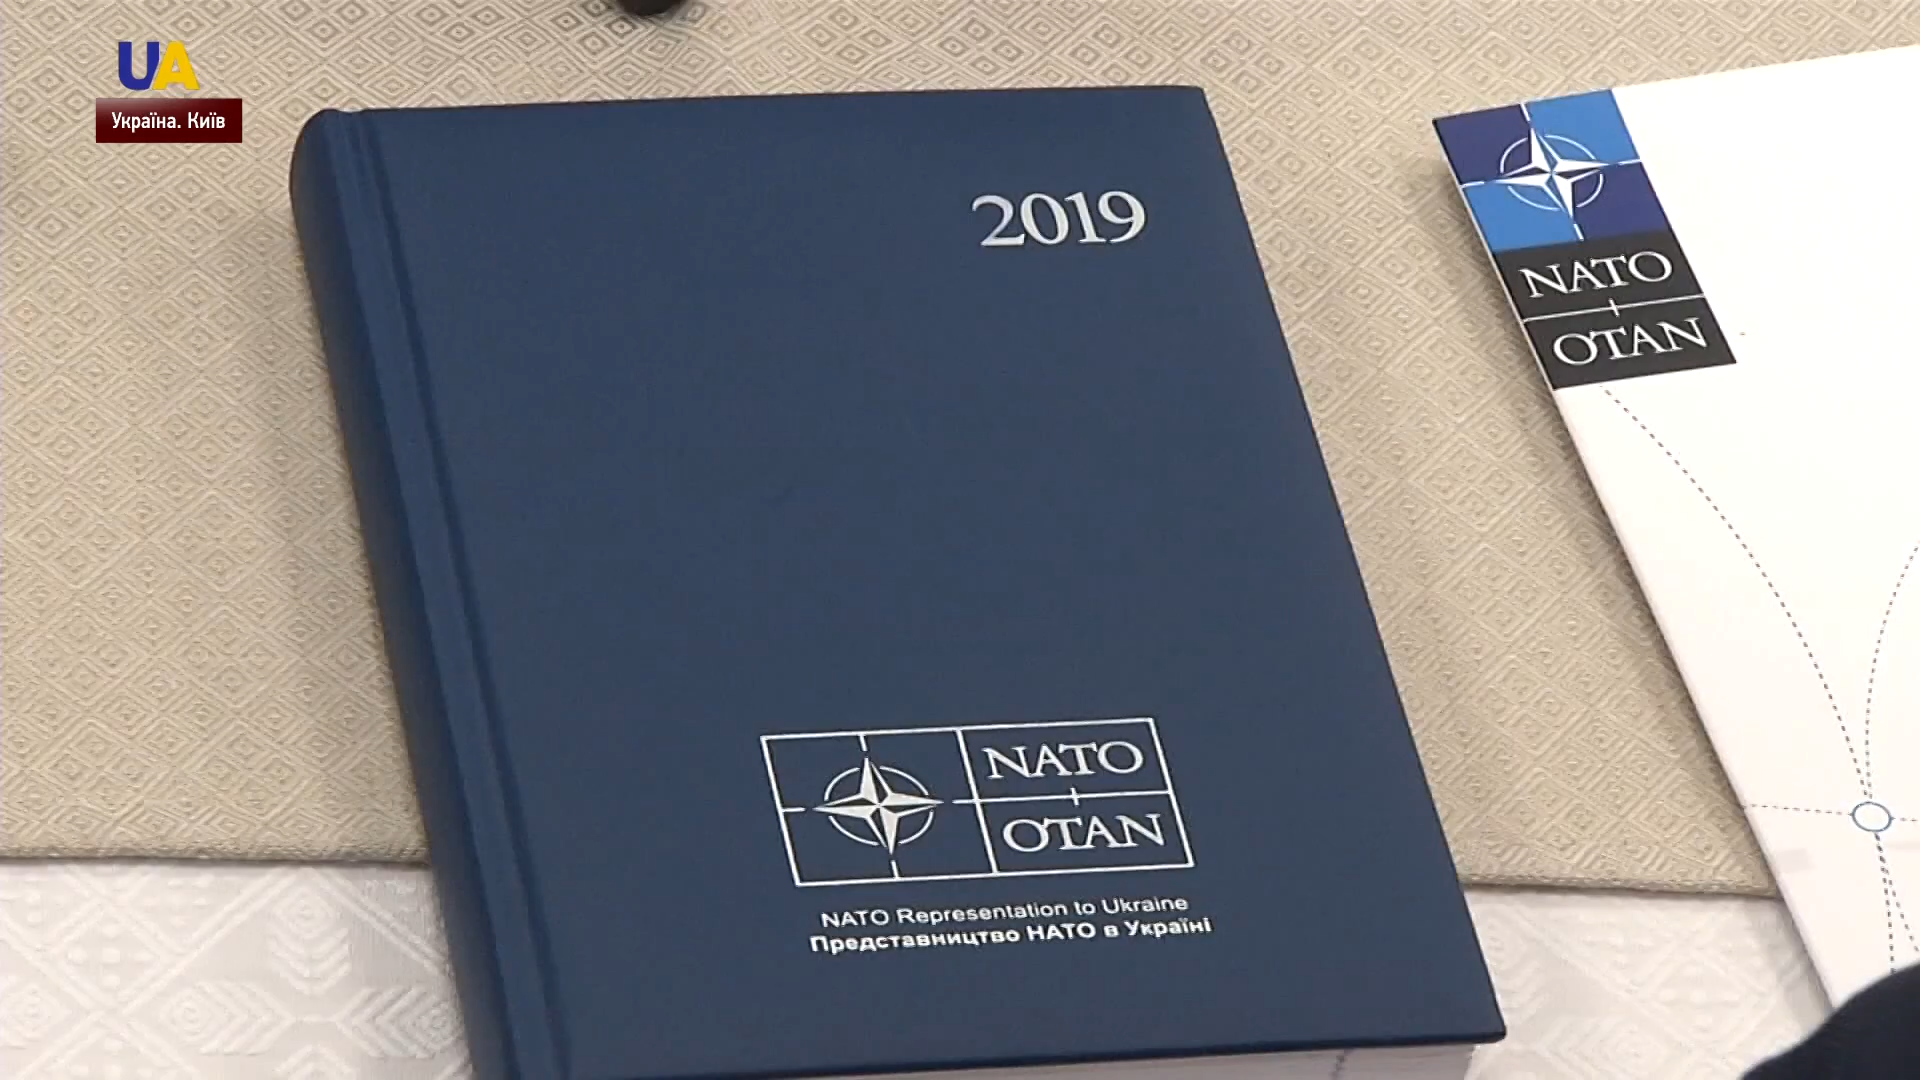 UA
Україна. Київ
2019
NATO
OTAN
NATO Representation to Ukraine
Представництво НАТО в Україні
NATO
OTAN